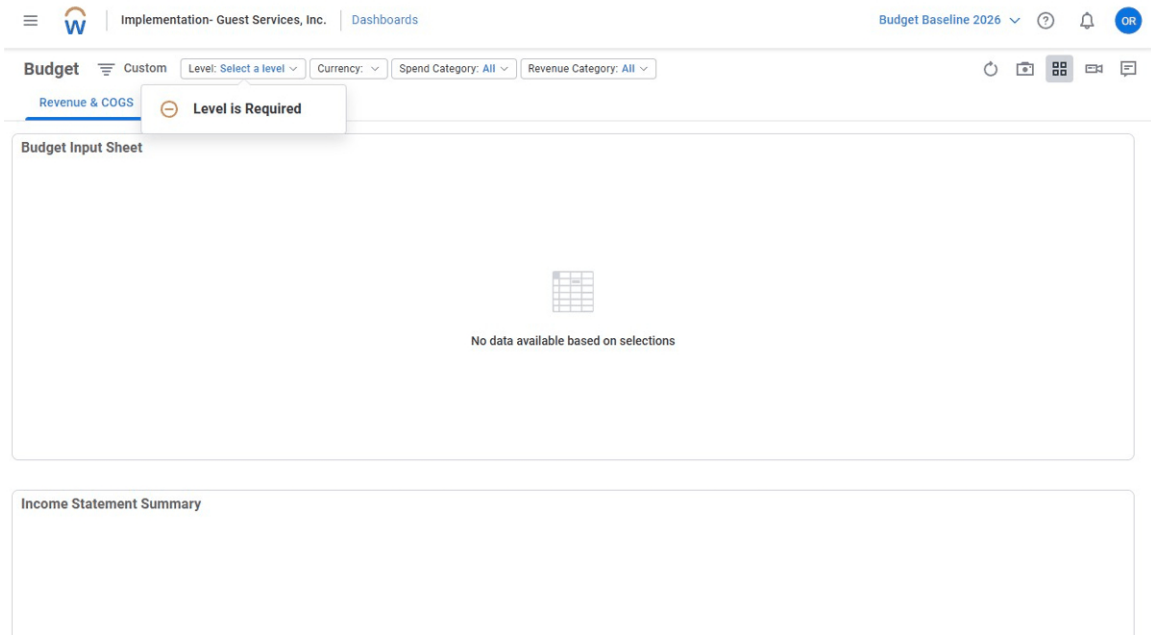 Implementation- Guest Services, Inc. Dashboards Budget Baseline 2026 OR
Budget Custom Level: Select a level Currency: Spend Category: All Revenue Category: All
Revenue & COGS
Level is Required
Budget Input Sheet
No data available based on selections
Income Statement Summary